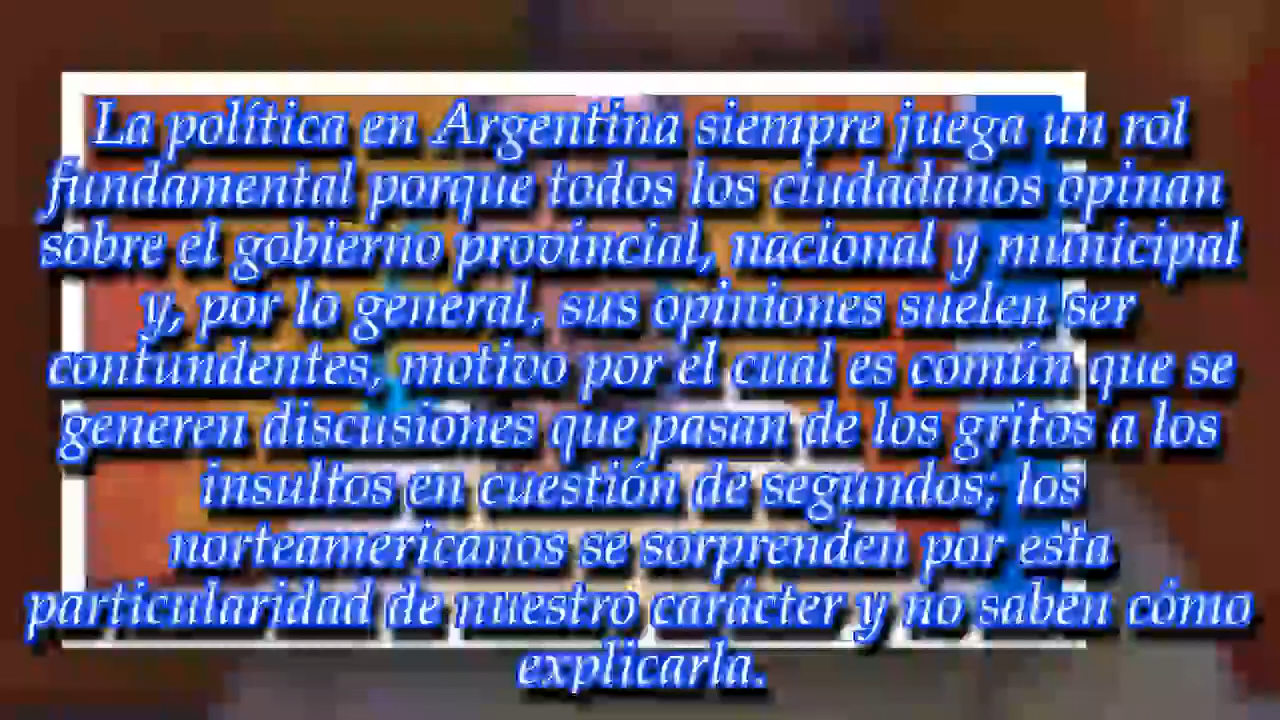 La política en Argentina siempre juega un rol
fundamental porque todos los ciudadanos opinan
sobre el gobierno provincial, nacional y municipal
y, por lo general, sus opiniones suelen ser
contundentes, motivo por el cual es común que se
generen discusiones que pasan de los gritos a los
insultos en cuestión de segundos; los
norteamericanos se sorprenden por esta
particularidad de nuestro carácter y no saben cómo
explicarla.